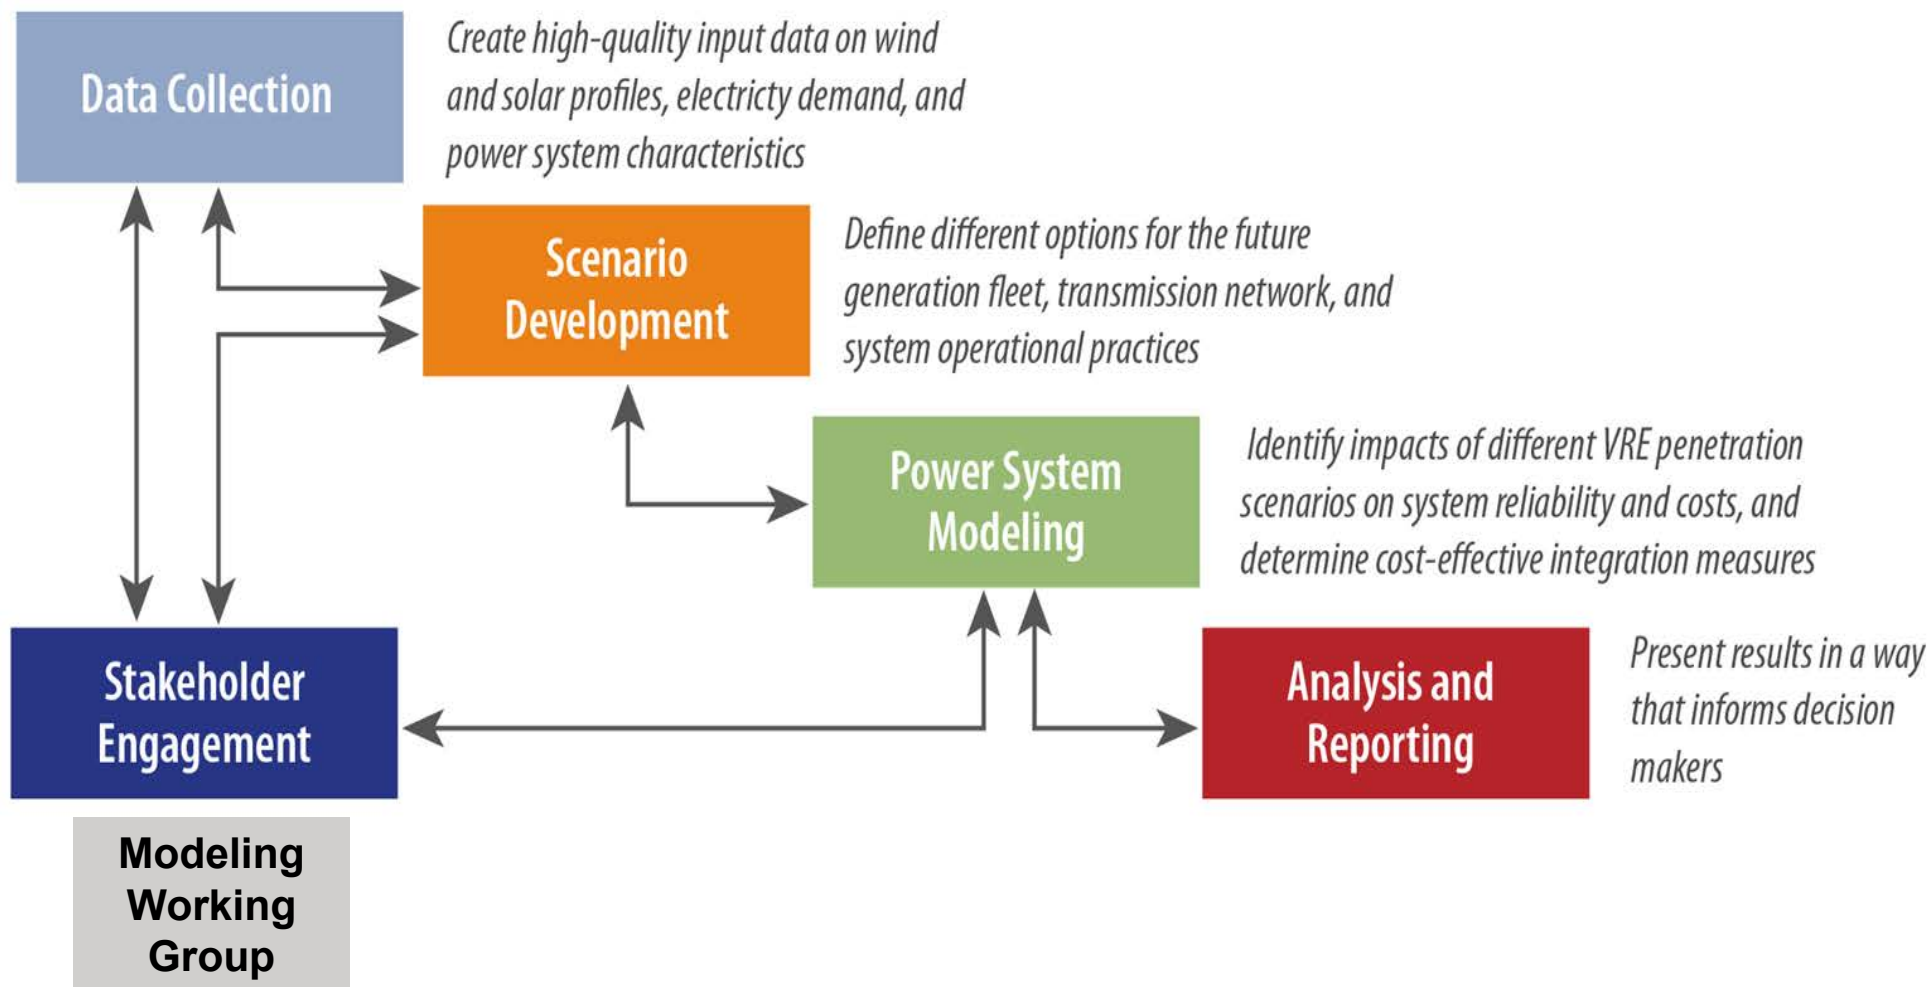 Data Collection
Create high-quality input data on wind
and solar profiles, electricty demand, and
power system characteristics
Scenario
Development
Define different options for the future
generation fleet, transmission network, and
system operational practices
Power System
Modeling
Identify impacts of different VRE penetration
scenarios on system reliability and costs, and
determine cost-effective integration measures
Stakeholder
Engagement
Analysis and
Reporting
Present results in a way
that informs decision
makers
Modeling
Working
Group